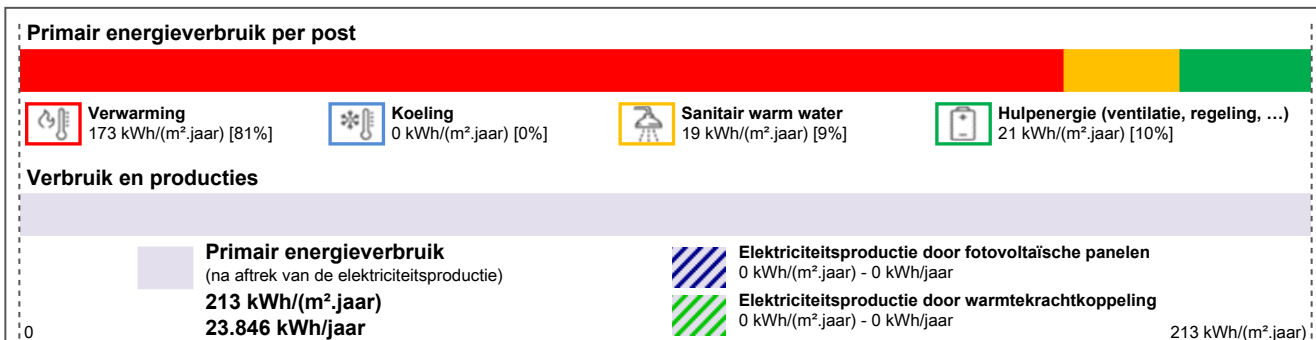 Primair energieverbruik per post
Verwarming
173 kWh/(m².jaar) [81%]
Koeling
0 kWh/(m².jaar) [0%]
Sanitair warm water
19 kWh/(m².jaar) [9%]
Hulpenergie (ventilatie, regeling, …)
21 kWh/(m².jaar) [10%]
Verbruik en producties
Primair energieverbruik
(na aftrek van de elektriciteitsproductie)
213 kWh/(m².jaar)
23.846 kWh/jaar
Elektriciteitsproductie door fotovoltaïsche panelen
0 kWh/(m².jaar) - 0 kWh/jaar
Elektriciteitsproductie door warmtekrachtkoppeling
0 kWh/(m².jaar) - 0 kWh/jaar
0
213 kWh/(m².jaar)